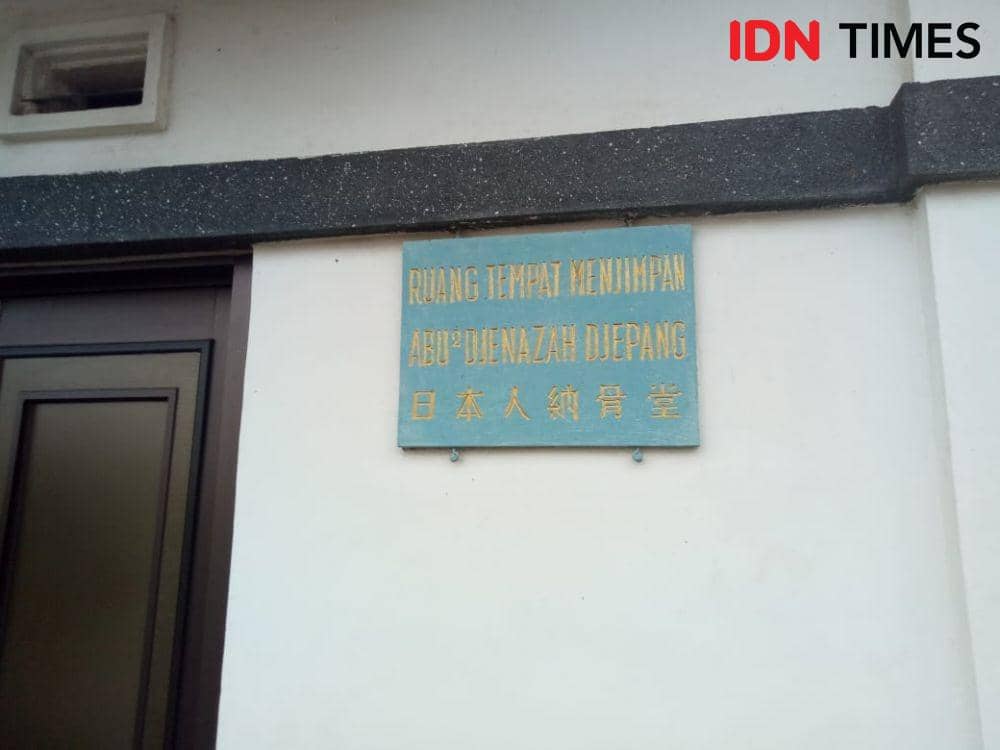 IDN TIMES
RUANG TEMPAT MENJIMPAN
ABU² DJENAZAH DJEPANG
日本人納骨堂